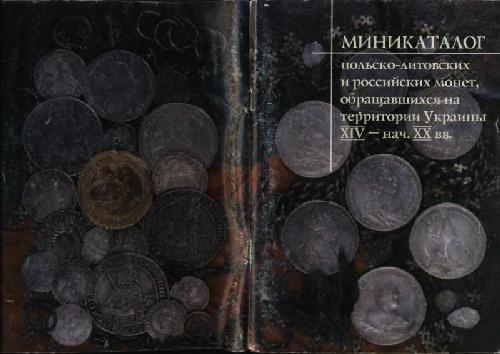 МИНИКАТАЛОГ
польско-литовских
и российских монет,
обращавшихся на
территории Украины
XIV – нач. XX вв.